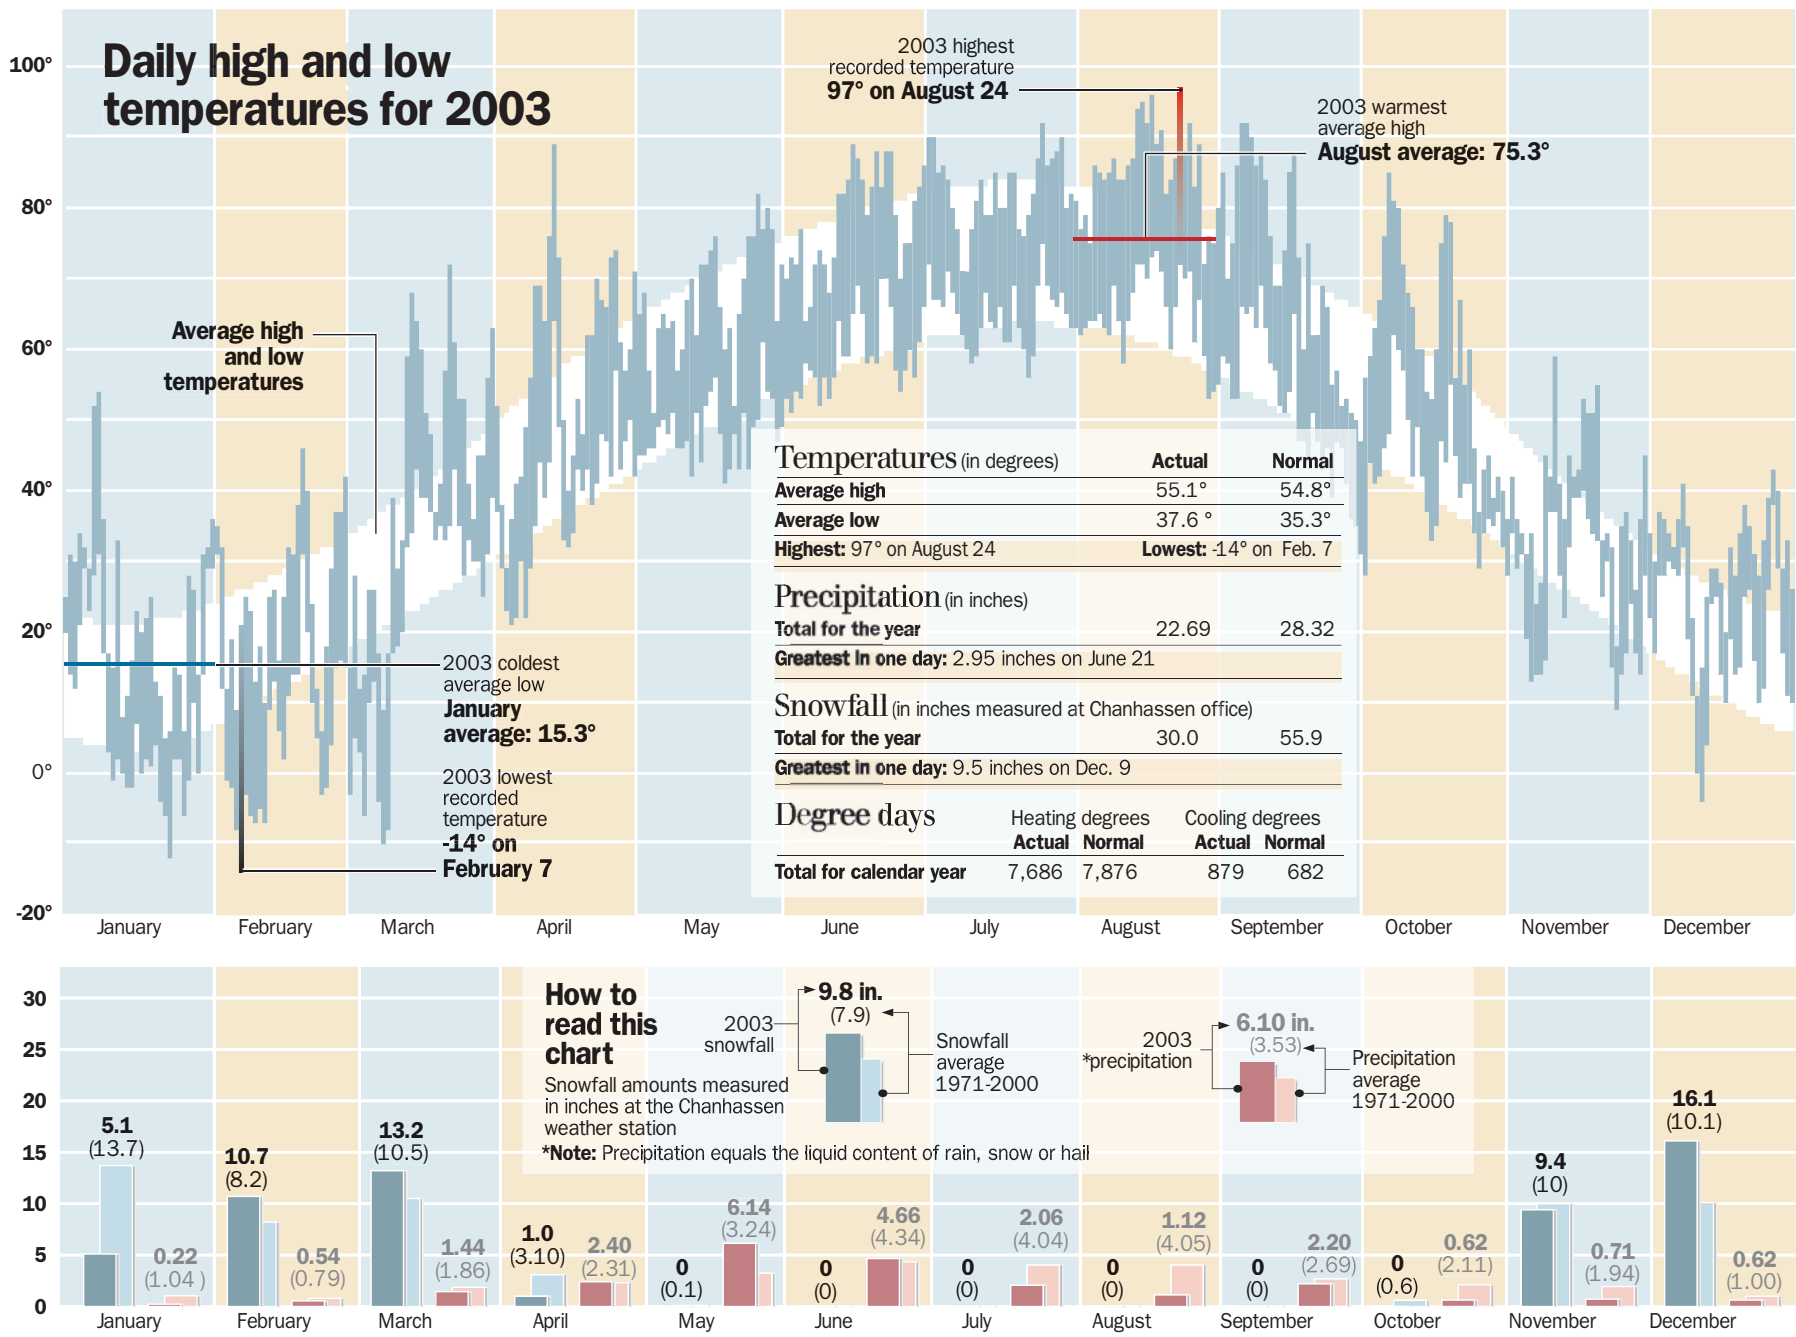 Daily high and low
temperatures for 2003
100°
80°
60°
40°
20°
0°
-20°
2003 highest
recorded temperature
97° on August 24
2003 warmest
average high
August average: 75.3°
Average high
and low
temperatures
2003 coldest
average low
January
average: 15.3°
2003 lowest
recorded
temperature
-14° on
February 7
Temperatures (in degrees) Actual Normal
Average high 55.1° 54.8°
Average low 37.6 ° 35.3°
Highest: 97° on August 24 Lowest: -14° on Feb. 7
Precipitation (in inches)
Total for the year 22.69 28.32
Greatest in one day: 2.95 inches on June 21
Snowfall (in inches measured at Chanhassen office)
Total for the year 30.0 55.9
Greatest in one day: 9.5 inches on Dec. 9
Degree days Heating degrees Cooling degrees
Actual Normal Actual Normal
Total for calendar year 7,686 7,876 879 682
January February March April May June July August September October November December
30
25
20
15
10
5
0
How to
read this
chart
Snowfall amounts measured
in inches at the Chanhassen
weather station
*Note: Precipitation equals the liquid content of rain, snow or hail
2003
snowfall
9.8 in.
(7.9)
Snowfall
average
1971-2000
2003
*precipitation
6.10 in.
(3.53)
Precipitation
average
1971-2000
5.1
(13.7)
0.22
(1.04 )
10.7
(8.2)
0.54
(0.79)
13.2
(10.5)
1.44
(1.86)
1.0
(3.10)
2.40
(2.31)
0
(0.1)
6.14
(3.24)
0
(0)
4.66
(4.34)
0
(0)
2.06
(4.04)
0
(0)
1.12
(4.05)
0
(0)
2.20
(2.69)
0
(0.6)
0.62
(2.11)
9.4
(10)
0.71
(1.94)
16.1
(10.1)
0.62
(1.00)
January February March April May June July August September October November December